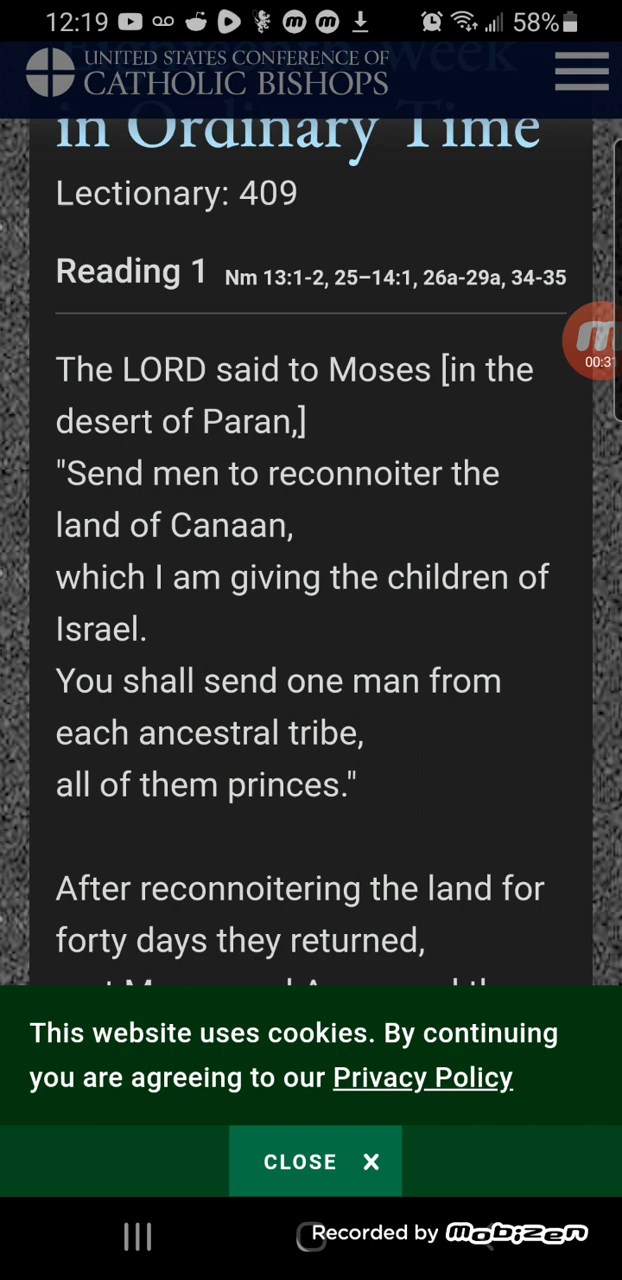 12:19
58%
UNITED STATES CONFERENCE OF
CATHOLIC BISHOPS
Week
in Ordinary Time
Lectionary: 409
Reading 1 Nm 13:1-2, 25–14:1, 26a-29a, 34-35
00:31
The LORD said to Moses [in the
desert of Paran,]
"Send men to reconnoiter the
land of Canaan,
which I am giving the children of
Israel.
You shall send one man from
each ancestral tribe,
all of them princes."
After reconnoitering the land for
forty days they returned,
This website uses cookies. By continuing
you are agreeing to our Privacy Policy
CLOSE X
Recorded by mobizen